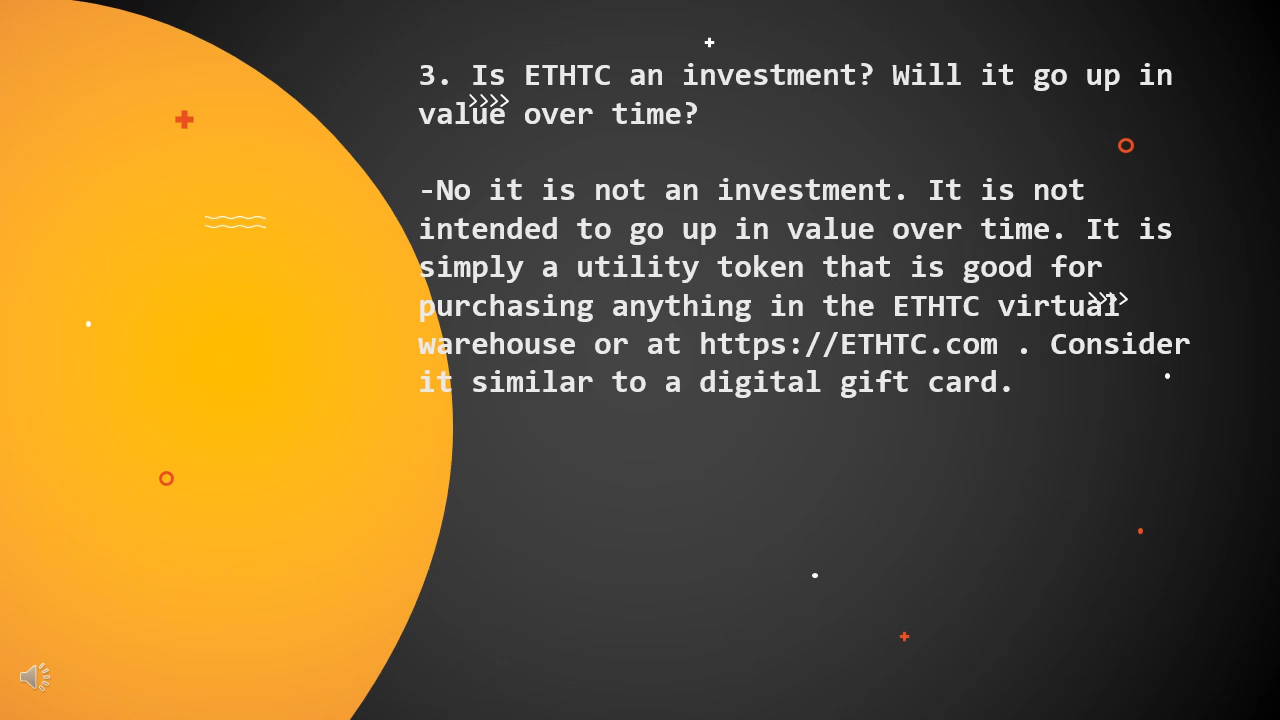 3. Is ETHTC an investment? Will it go up in
value over time?
-No it is not an investment. It is not
intended to go up in value over time. It is
simply a utility token that is good for
purchasing anything in the ETHTC virtual
warehouse or at https://ETHTC.com . Consider
it similar to a digital gift card.